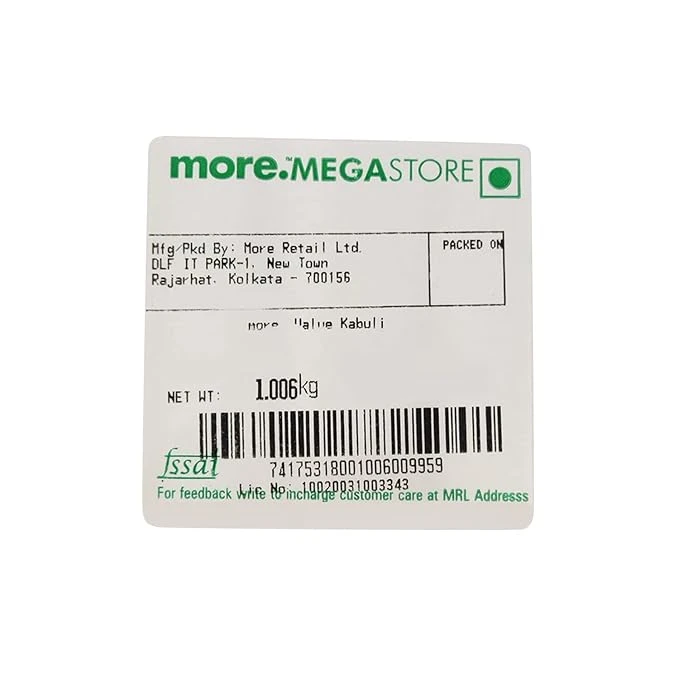 more.™MEGASTORE
Mfg/Pkd By: More Retail Ltd.
DLF IT PARK-1, New Town
Rajarhat, Kolkata - 700156
PACKED ON
more. Value Kabuli
NET WT: 1.006kg
74175318001006009959
fssai
Lic No: 10020031003343
For feedback write to incharge customer care at MRL Addresss